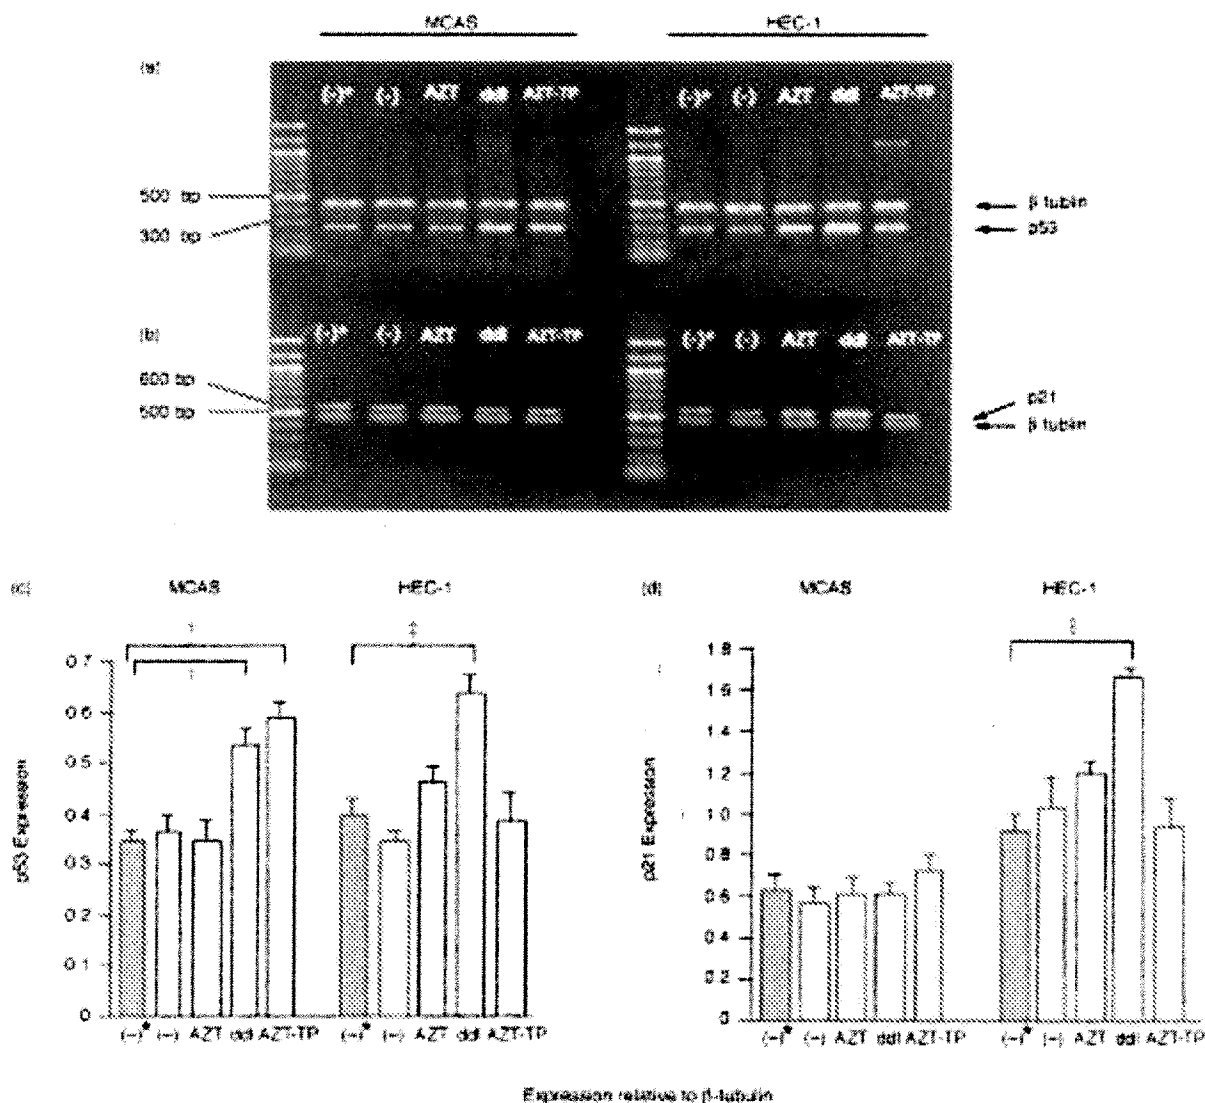 MCAS HEC-1
(a)
(-)* (-) AZT ddI AZT-TP (-)* (-) AZT ddI AZT-TP
500 bp
300 bp
β tublin
p53
(b)
(-)* (-) AZT ddI AZT-TP (-)* (-) AZT ddI AZT-TP
600 bp
500 bp
p21
β tublin
(c) MCAS HEC-1
†
†
‡
0.7
0.6
0.5
0.4
0.3
0.2
0.1
0
p53 Expression
(−)* (−) AZT ddI AZT-TP (−)* (−) AZT ddI AZT-TP
(d) MCAS HEC-1
1.8
1.6
1.4
1.2
1.0
0.8
0.6
0.4
0.2
0
p21 Expression
(−)* (−) AZT ddI AZT-TP (−)* (−) AZT ddI AZT-TP
Expression relative to β-tubulin